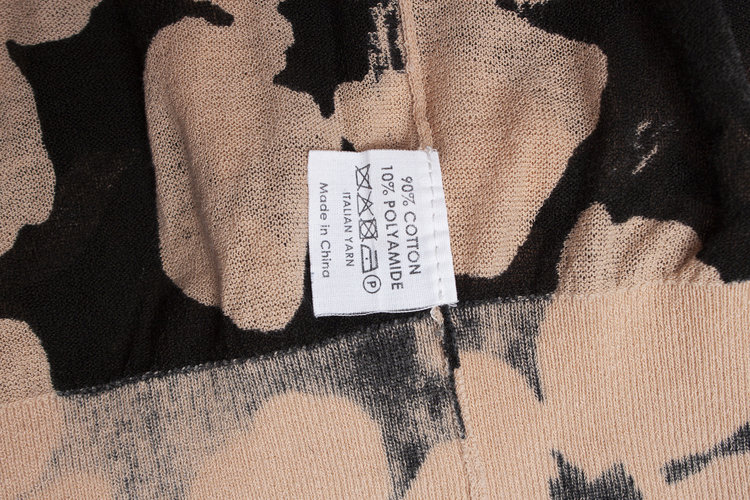 90% COTTON
10% POLYAMIDE
P
ITALIAN YARN
Made in China